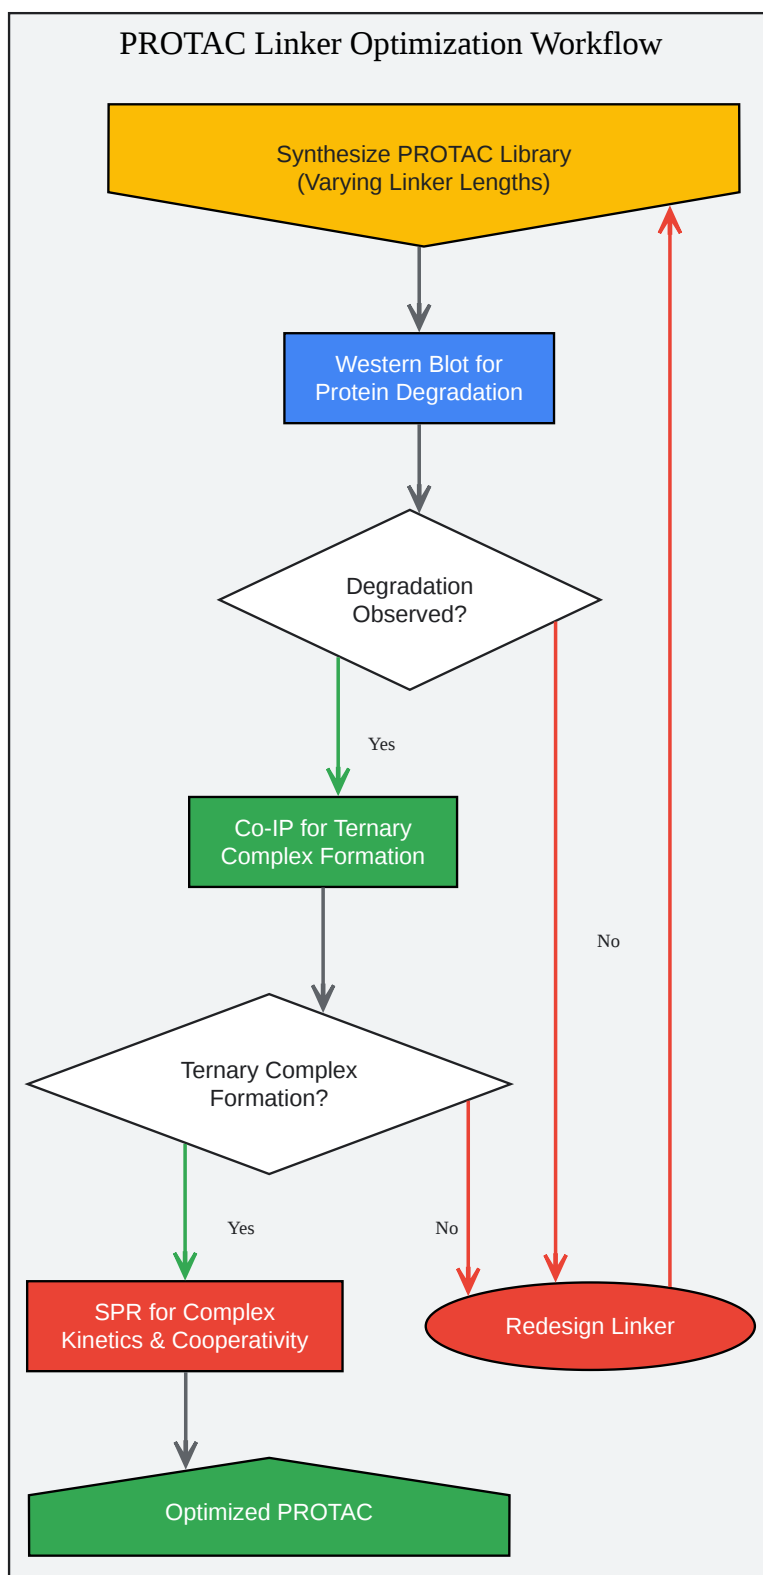 PROTAC Linker Optimization Workflow
Synthesize PROTAC Library
(Varying Linker Lengths)
Western Blot for
Protein Degradation
Degradation
Observed?
Yes
Co-IP for Ternary
Complex Formation
No
Ternary Complex
Formation?
Yes
No
SPR for Complex
Kinetics & Cooperativity
Redesign Linker
Optimized PROTAC